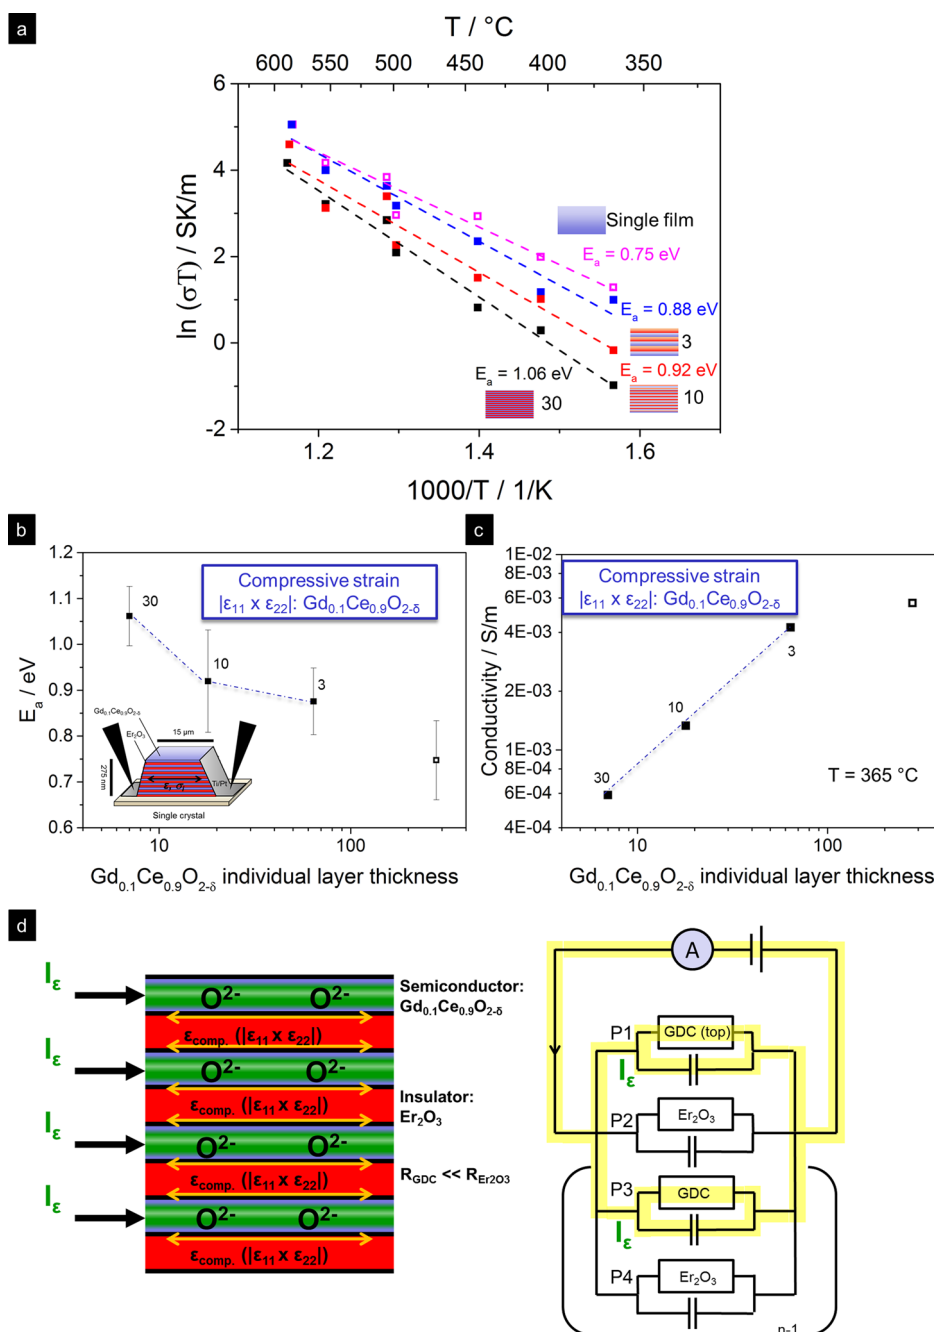 a
T / °C
600 550 500 450 400 350
ln (σT) / SK/m
6
4
2
0
-2
Single film
Eₐ = 0.75 eV
Eₐ = 0.88 eV
3
Eₐ = 1.06 eV
Eₐ = 0.92 eV
30
10
1.2 1.4 1.6
1000/T / 1/K
b
Eₐ / eV
1.2
1.1
1.0
0.9
0.8
0.7
0.6
Compressive strain
|ε₁₁ x ε₂₂|: Gd₀.₁Ce₀.₉O₂₋δ
30
10
3
Gd₀.₁Ce₀.₉O₂₋δ
Er₂O₃
15 µm
275 nm
Ti/Pt
Single crystal
10 100
Gd₀.₁Ce₀.₉O₂₋δ individual layer thickness
c
Conductivity / S/m
1E-02
8E-03
6E-03
4E-03
2E-03
1E-03
8E-04
6E-04
4E-04
Compressive strain
|ε₁₁ x ε₂₂|: Gd₀.₁Ce₀.₉O₂₋δ
3
10
30
T = 365 °C
10 100
Gd₀.₁Ce₀.₉O₂₋δ individual layer thickness
d
Iε
O²⁻ O²⁻
εcomp. (|ε₁₁ x ε₂₂|)
Iε
O²⁻ O²⁻
εcomp. (|ε₁₁ x ε₂₂|)
Iε
O²⁻ O²⁻
εcomp. (|ε₁₁ x ε₂₂|)
Iε
O²⁻ O²⁻
εcomp. (|ε₁₁ x ε₂₂|)
Semiconductor:
Gd₀.₁Ce₀.₉O₂₋δ
Insulator:
Er₂O₃
R_GDC << R_Er2O3
A
P1
GDC (top)
Iε
P2
Er₂O₃
P3
GDC
Iε
P4
Er₂O₃
n-1